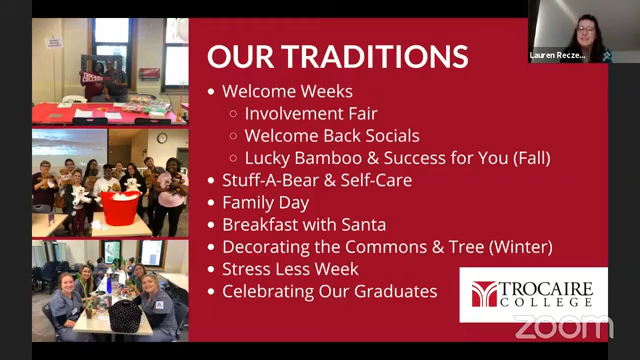 OUR TRADITIONS
Lauren Recze...
• Welcome Weeks
○ Involvement Fair
○ Welcome Back Socials
○ Lucky Bamboo & Success for You (Fall)
• Stuff-A-Bear & Self-Care
• Family Day
• Breakfast with Santa
• Decorating the Commons & Tree (Winter)
• Stress Less Week
• Celebrating Our Graduates
TROCAIRE
COLLEGE
zoom